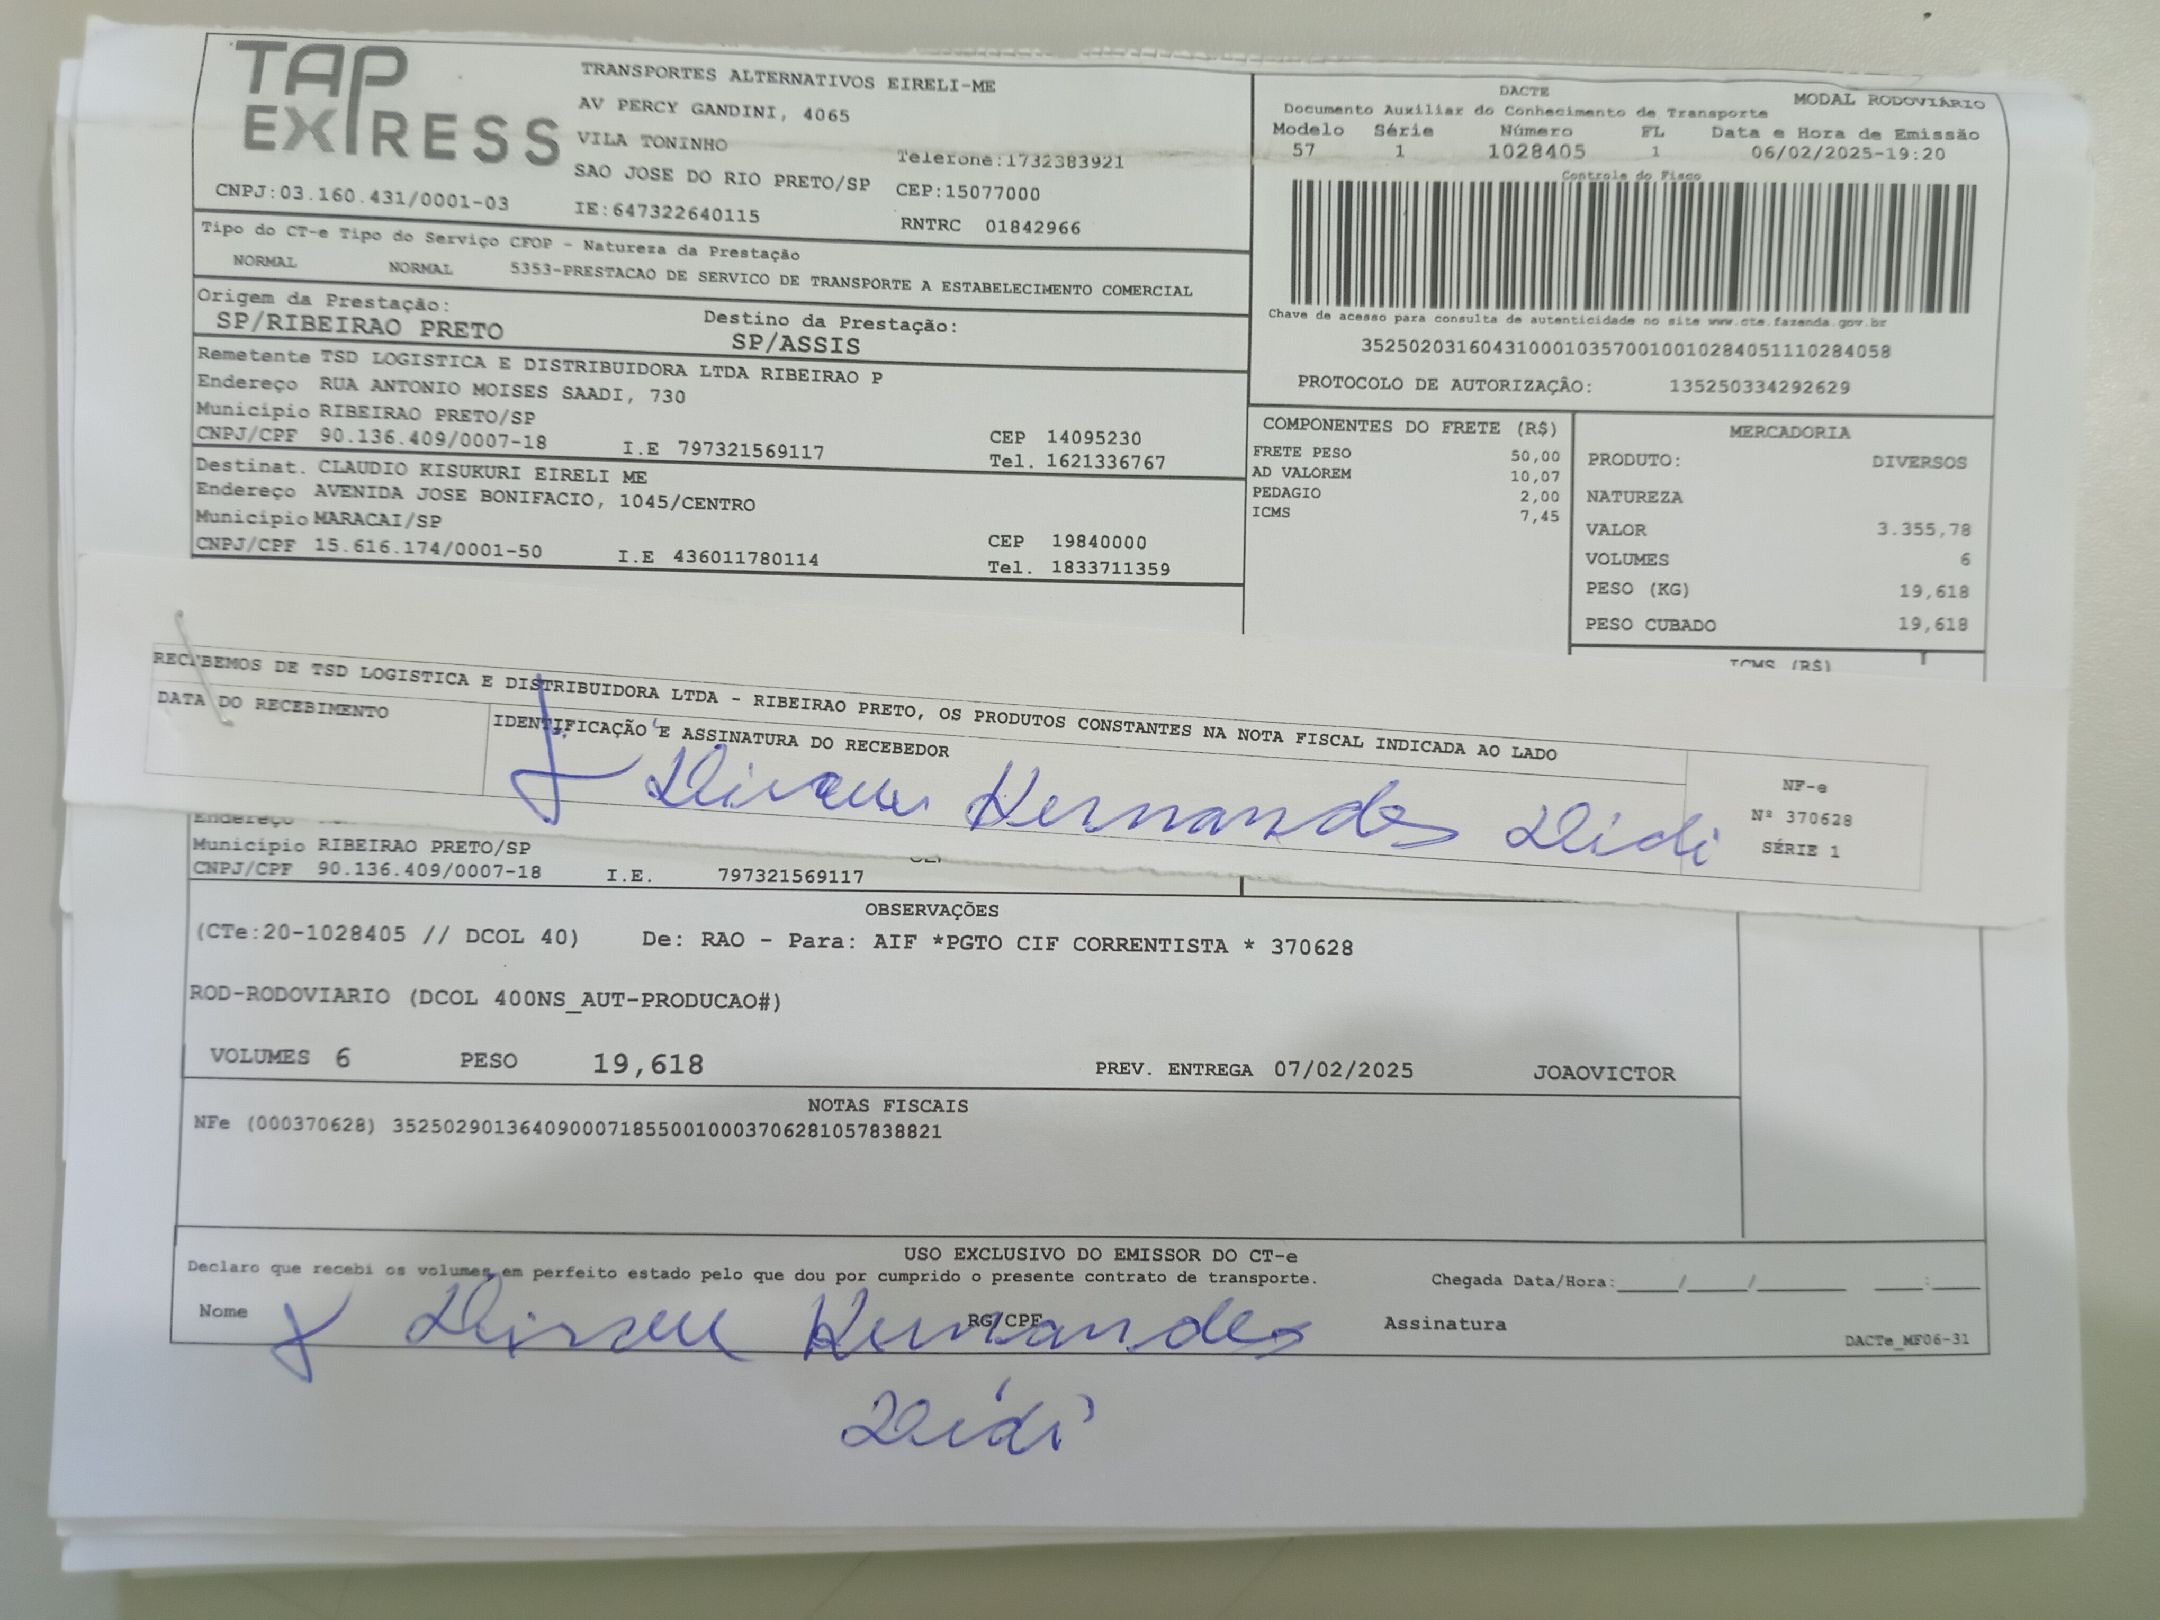 TAP EXPRESS
TRANSPORTES ALTERNATIVOS EIRELI-ME
AV PERCY GANDINI, 4065
VILA TONINHO
Telefone:1732383921
SAO JOSE DO RIO PRETO/SP CEP:15077000
CNPJ:03.160.431/0001-03 IE:647322640115 RNTRC 01842966
DACTE MODAL RODOVIÁRIO
Documento Auxiliar do Conhecimento de Transporte
Modelo Série Número FL Data e Hora de Emissão
57 1 1028405 1 06/02/2025-19:20
Controle do Fisco
Chave de acesso para consulta de autenticidade no site www.cte.fazenda.gov.br
35250203160431000103570010010284051110284058
PROTOCOLO DE AUTORIZAÇÃO: 135250334292629
Tipo do CT-e Tipo do Serviço CFOP - Natureza da Prestação
NORMAL NORMAL 5353-PRESTACAO DE SERVICO DE TRANSPORTE A ESTABELECIMENTO COMERCIAL
Origem da Prestação: Destino da Prestação:
SP/RIBEIRAO PRETO SP/ASSIS
Remetente TSD LOGISTICA E DISTRIBUIDORA LTDA RIBEIRAO P
Endereço RUA ANTONIO MOISES SAADI, 730
Município RIBEIRAO PRETO/SP CEP 14095230
CNPJ/CPF 90.136.409/0007-18 I.E 797321569117 Tel. 1621336767
Destinat. CLAUDIO KISUKURI EIRELI ME
Endereço AVENIDA JOSE BONIFACIO, 1045/CENTRO
Município MARACAI/SP CEP 19840000
CNPJ/CPF 15.616.174/0001-50 I.E 436011780114 Tel. 1833711359
COMPONENTES DO FRETE (R$)
FRETE PESO 50,00
AD VALOREM 10,07
PEDAGIO 2,00
ICMS 7,45
MERCADORIA
PRODUTO: DIVERSOS
NATUREZA
VALOR 3.355,78
VOLUMES 6
PESO (KG) 19,618
PESO CUBADO 19,618
ICMS (R$)
RECEBEMOS DE TSD LOGISTICA E DISTRIBUIDORA LTDA - RIBEIRAO PRETO, OS PRODUTOS CONSTANTES NA NOTA FISCAL INDICADA AO LADO
DATA DO RECEBIMENTO IDENTIFICAÇÃO E ASSINATURA DO RECEBEDOR
Dirceu Hernandes Didi
NF-e
Nº 370628
SÉRIE 1
Endereço
Município RIBEIRAO PRETO/SP
CNPJ/CPF 90.136.409/0007-18 I.E. 797321569117
OBSERVAÇÕES
(CTe:20-1028405 // DCOL 40) De: RAO - Para: AIF *PGTO CIF CORRENTISTA * 370628
ROD-RODOVIARIO (DCOL 400NS_AUT-PRODUCAO#)
VOLUMES 6 PESO 19,618 PREV. ENTREGA 07/02/2025 JOAOVICTOR
NOTAS FISCAIS
NFe (000370628) 35250290136409000718550010003706281057838821
USO EXCLUSIVO DO EMISSOR DO CT-e
Declaro que recebi os volumes em perfeito estado pelo que dou por cumprido o presente contrato de transporte. Chegada Data/Hora:____/____/______ ___:___
Nome RG/CPF Assinatura
Dirceu Hernandes
Didi
DACTe_MF06-31